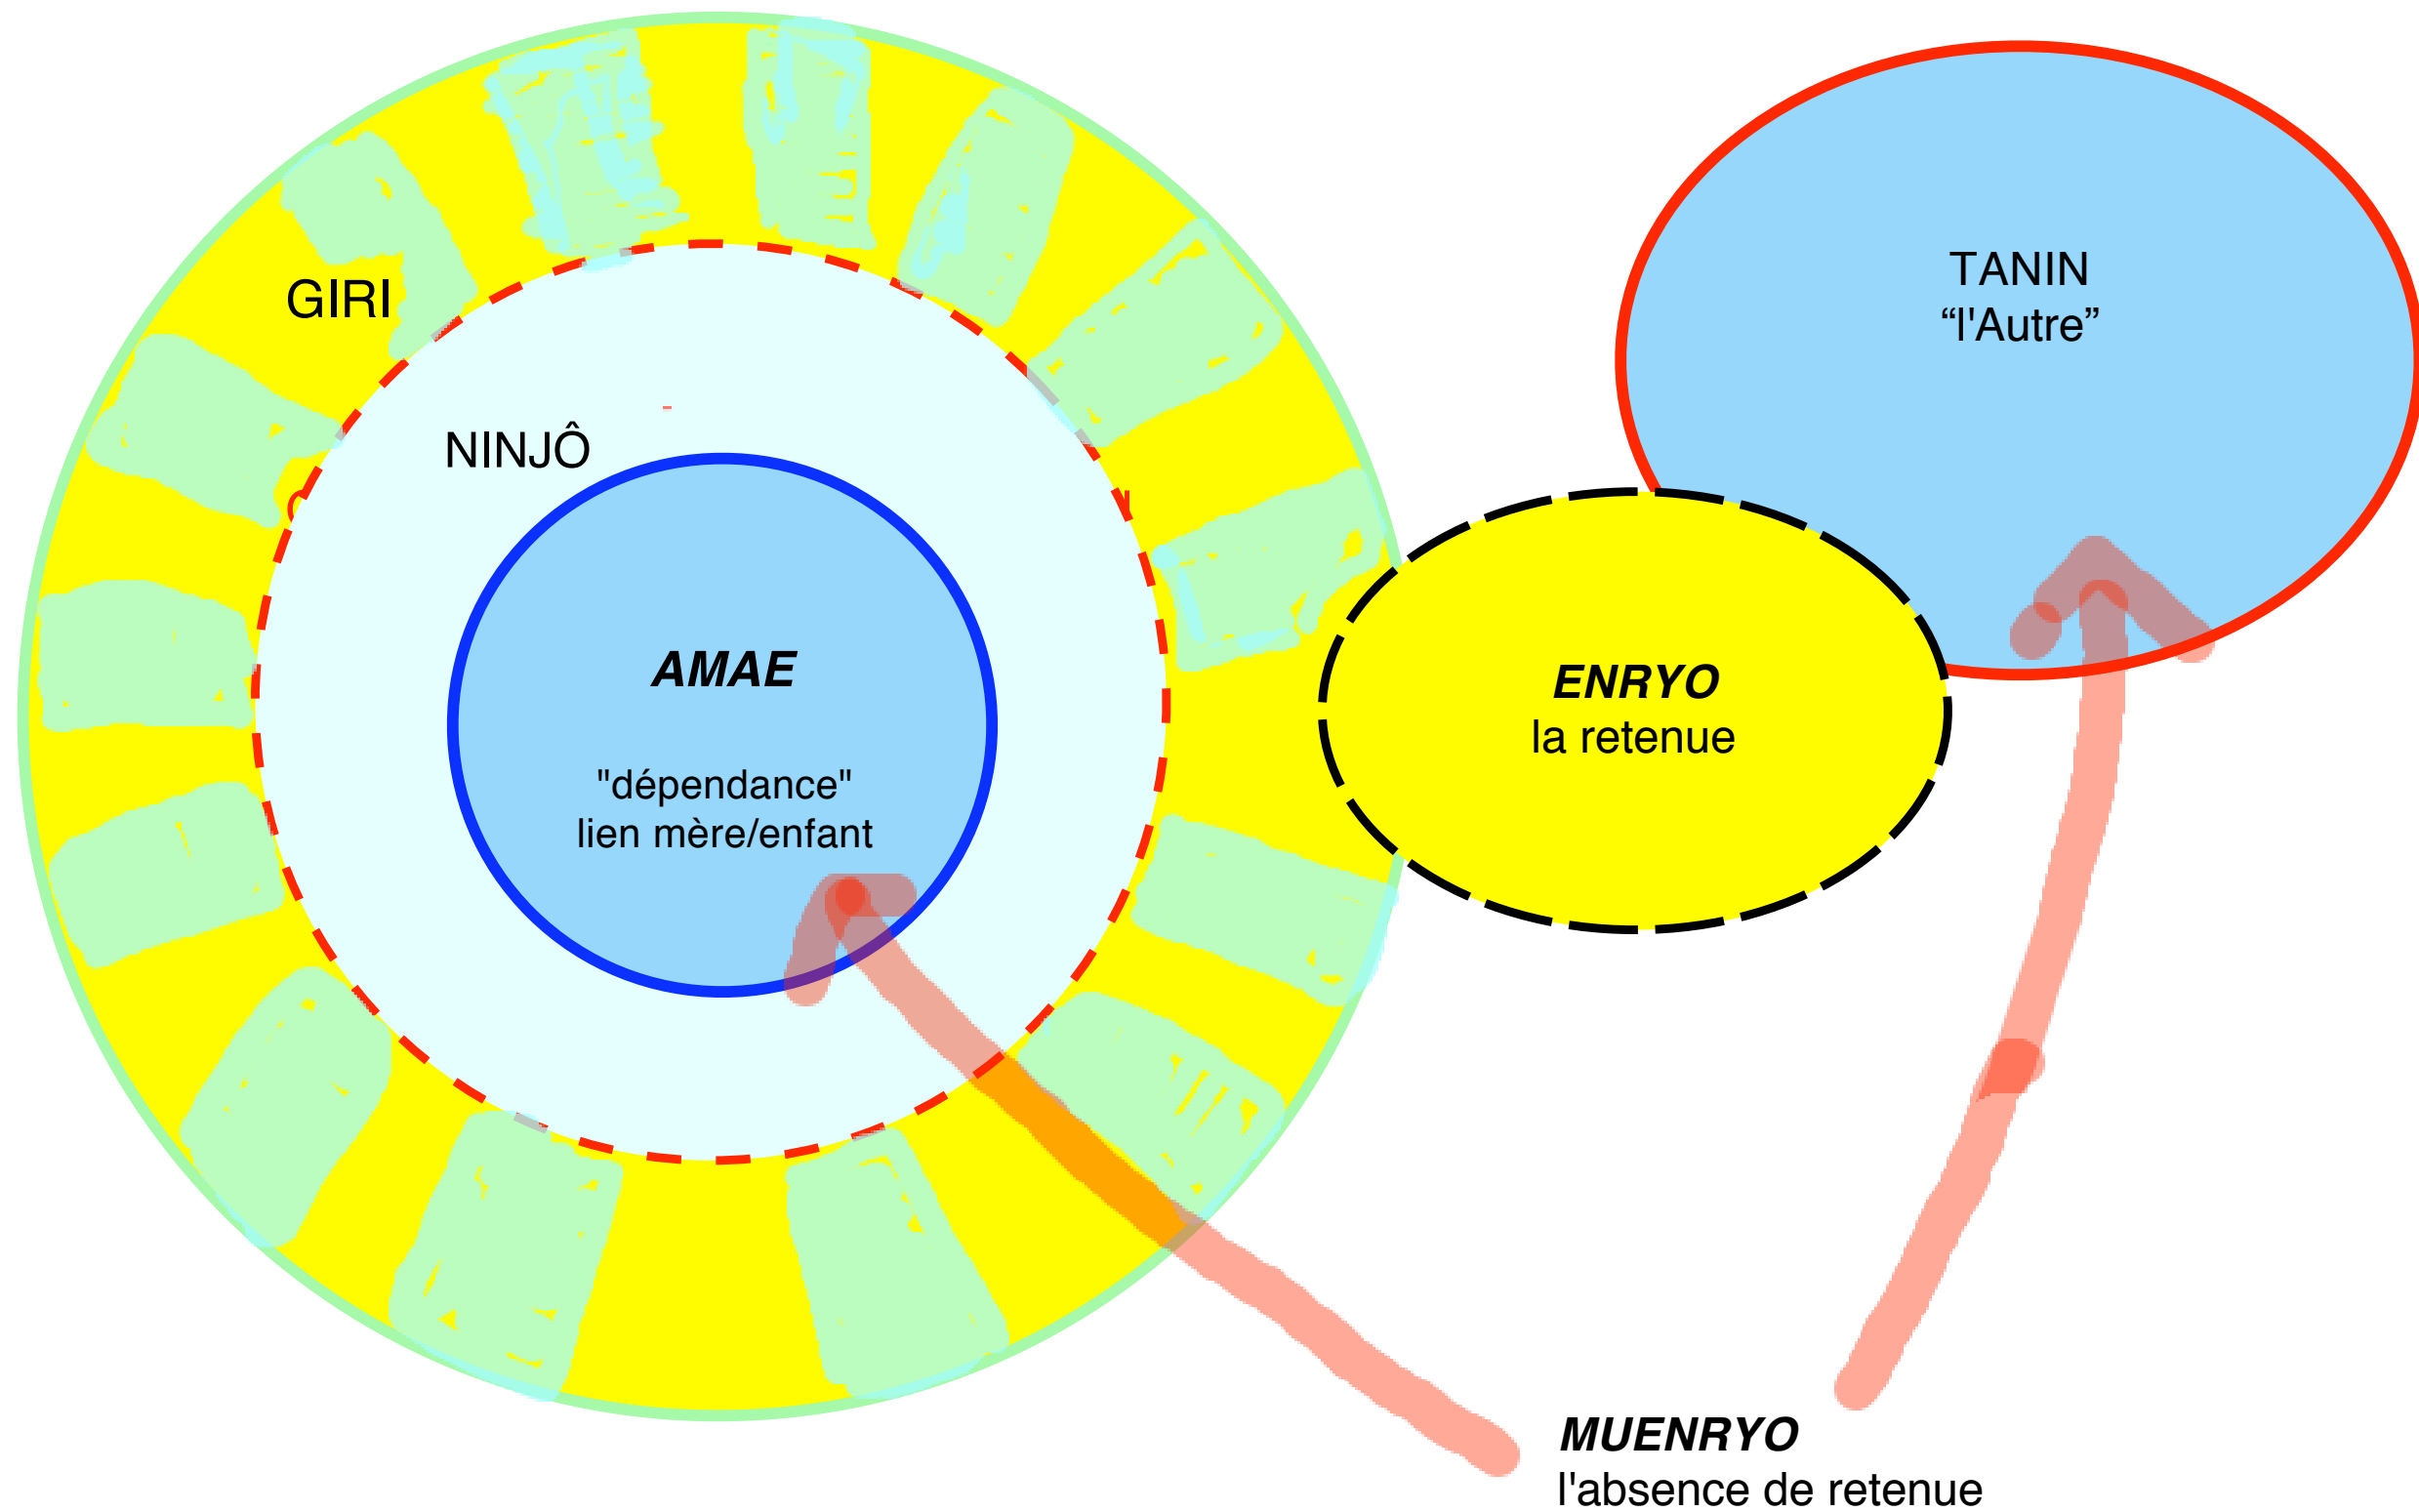 GIRI
NINJÔ
AMAE
"dépendance"
lien mère/enfant
TANIN
“l'Autre”
ENRYO
la retenue
MUENRYO
l'absence de retenue